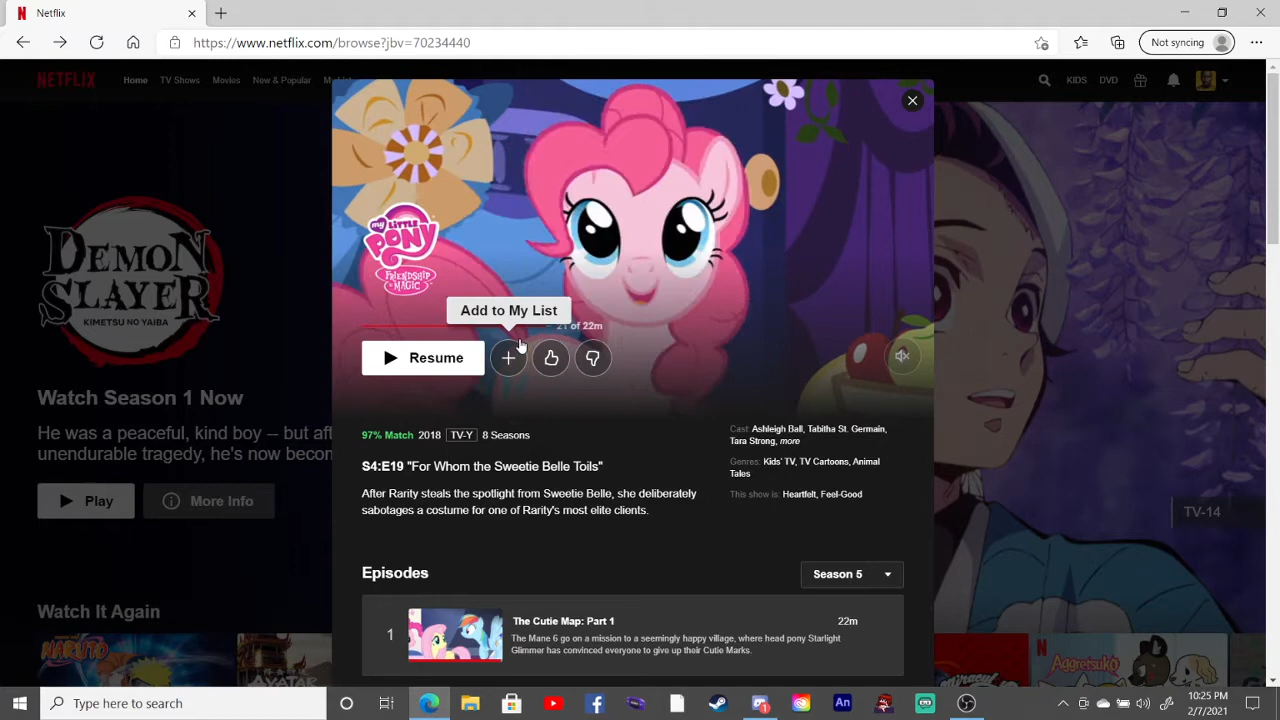 Netflix
https://www.netflix.com/browse?jbv=70234440
Not syncing
NETFLIX
Home
TV Shows
Movies
New & Popular
KIDS
DVD
my LITTLE
PONY
FRIENDSHIP
IS
MAGIC
DEMON
SLAYER
KIMETSU NO YAIBA
Add to My List
21 of 22m
Resume
Watch Season 1 Now
He was a peaceful, kind boy -- but
unendurable tragedy, he's now
Play
More Info
97% Match 2018 TV-Y 8 Seasons
Cast: Ashleigh Ball, Tabitha St. Germain,
Tara Strong, more
S4:E19 "For Whom the Sweetie Belle Toils"
Genres: Kids' TV, TV Cartoons, Animal
Tales
After Rarity steals the spotlight from Sweetie Belle, she deliberately
sabotages a costume for one of Rarity's most elite clients.
This show is: Heartfelt, Feel-Good
TV-14
Episodes
Season 5
Watch It Again
1
The Cutie Map: Part 1
22m
The Mane 6 go on a mission to a seemingly happy village, where head pony Starlight
Glimmer has convinced everyone to give up their Cutie Marks.
NARUTO
AVATAR
Aggretsuko
Type here to search
An
10:25 PM
2/7/2021